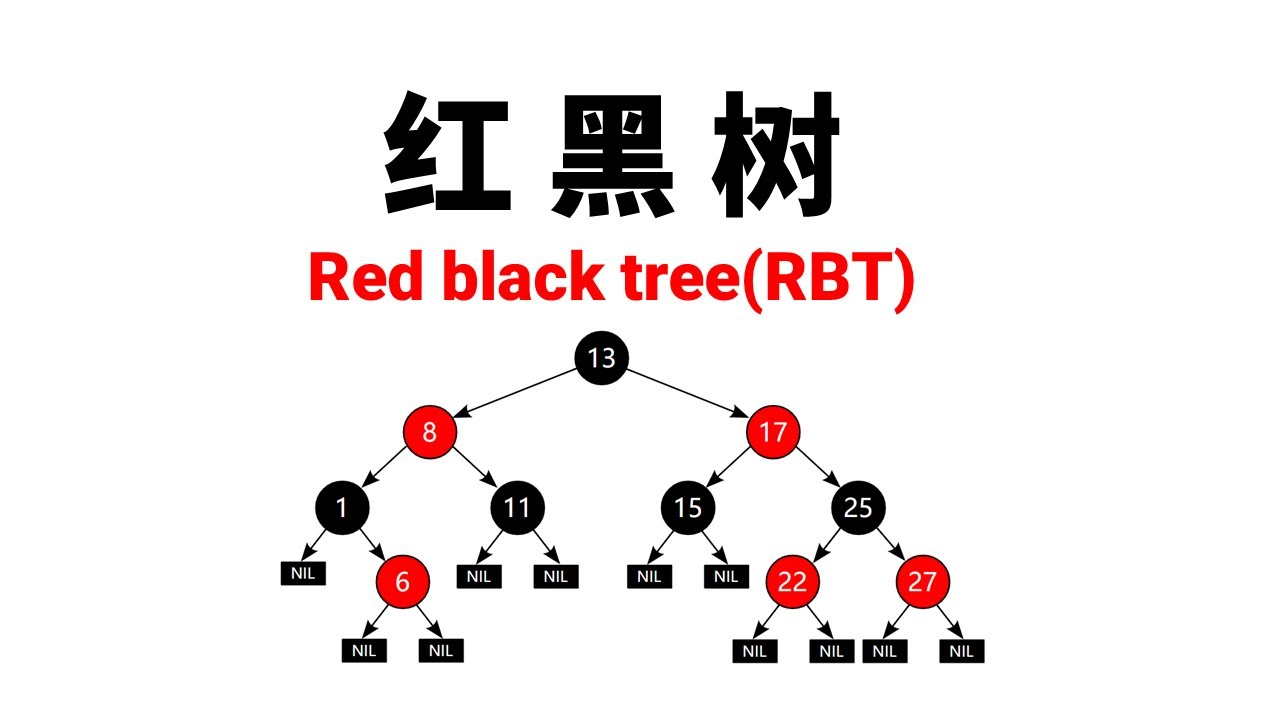 红黑树
Red black tree(RBT)
13
8 17
1 11 15 25
NIL 6 NIL NIL NIL NIL 22 27
NIL NIL NIL NIL NIL NIL